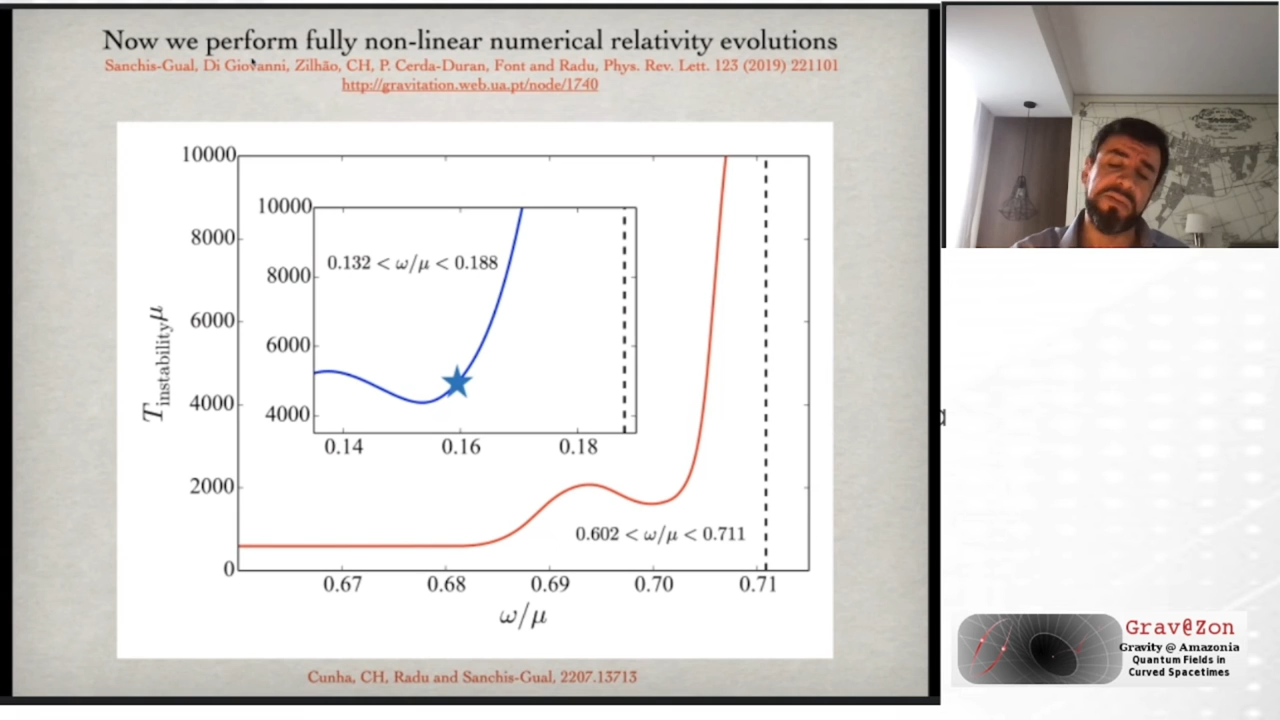 Now we perform fully non-linear numerical relativity evolutions
Sanchis-Gual, Di Giovanni, Zilhão, CH, P. Cerda-Duran, Font and Radu, Phys. Rev. Lett. 123 (2019) 221101
http://gravitation.web.ua.pt/node/1740
10000
8000
6000
4000
2000
0
T_instability μ
10000
8000
6000
4000
0.132 < ω/μ < 0.188
0.14 0.16 0.18
0.602 < ω/μ < 0.711
0.67 0.68 0.69 0.70 0.71
ω/μ
Cunha, CH, Radu and Sanchis-Gual, 2207.13713
Grav@Zon
Gravity @ Amazonia
Quantum Fields in
Curved Spacetimes